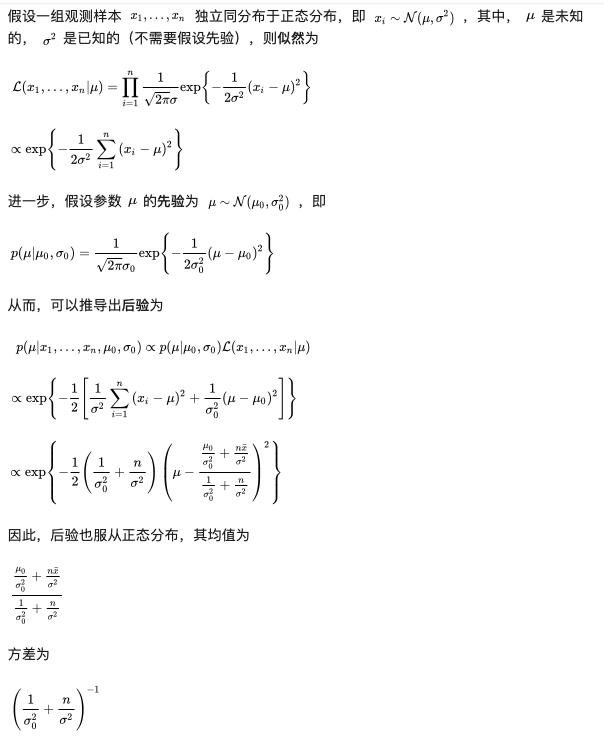 假设一组观测样本 $x_1, \ldots, x_n$ 独立同分布于正态分布，即 $x_i \sim \mathcal{N}(\mu, \sigma^2)$ ，其中， $\mu$ 是未知
的， $\sigma^2$ 是已知的（不需要假设先验），则似然为
$\mathcal{L}(x_1, \ldots, x_n|\mu) = \prod_{i=1}^{n} \frac{1}{\sqrt{2\pi}\sigma} \exp\left\{-\frac{1}{2\sigma^2}(x_i - \mu)^2\right\}$
$\propto \exp\left\{-\frac{1}{2\sigma^2} \sum_{i=1}^{n} (x_i - \mu)^2\right\}$
进一步，假设参数 $\mu$ 的先验为 $\mu \sim \mathcal{N}(\mu_0, \sigma_0^2)$ ，即
$p(\mu|\mu_0, \sigma_0) = \frac{1}{\sqrt{2\pi}\sigma_0} \exp\left\{-\frac{1}{2\sigma_0^2}(\mu - \mu_0)^2\right\}$
从而，可以推导出后验为
$p(\mu|x_1, \ldots, x_n, \mu_0, \sigma_0) \propto p(\mu|\mu_0, \sigma_0)\mathcal{L}(x_1, \ldots, x_n|\mu)$
$\propto \exp\left\{-\frac{1}{2}\left[\frac{1}{\sigma^2} \sum_{i=1}^{n} (x_i - \mu)^2 + \frac{1}{\sigma_0^2}(\mu - \mu_0)^2\right]\right\}$
$\propto \exp\left\{-\frac{1}{2}\left(\frac{1}{\sigma_0^2} + \frac{n}{\sigma^2}\right)\left(\mu - \frac{\frac{\mu_0}{\sigma_0^2} + \frac{n\bar{x}}{\sigma^2}}{\frac{1}{\sigma_0^2} + \frac{n}{\sigma^2}}\right)^2\right\}$
因此，后验也服从正态分布，其均值为
$\frac{\frac{\mu_0}{\sigma_0^2} + \frac{n\bar{x}}{\sigma^2}}{\frac{1}{\sigma_0^2} + \frac{n}{\sigma^2}}$
方差为
$\left(\frac{1}{\sigma_0^2} + \frac{n}{\sigma^2}\right)^{-1}$